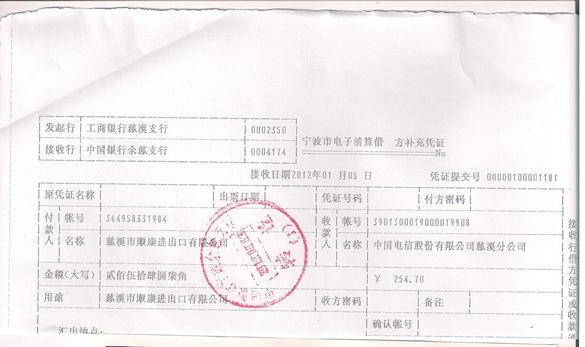 发起行 工商银行慈溪支行 0002350
宁波市电子清算借 方补充凭证
接收行 中国银行余慈支行 0004174
No
接收日期2012年01月05日 凭证提交号 00000100001181
原凭证名称 出票日期 凭证号码 付方密码
付款人 帐号 364958331984 收款人 帐号 3901500019000019908
名称 慈溪市顺康进出口有限公司 名称 中国电信股份有限公司慈溪分公司
金额(大写) 贰佰伍拾肆圆柒角 ¥ 254.70
用途 慈溪市顺康进出口有限公司 收方密码 备注
确认帐号
汇出地点:
接收行借方凭证或收款通